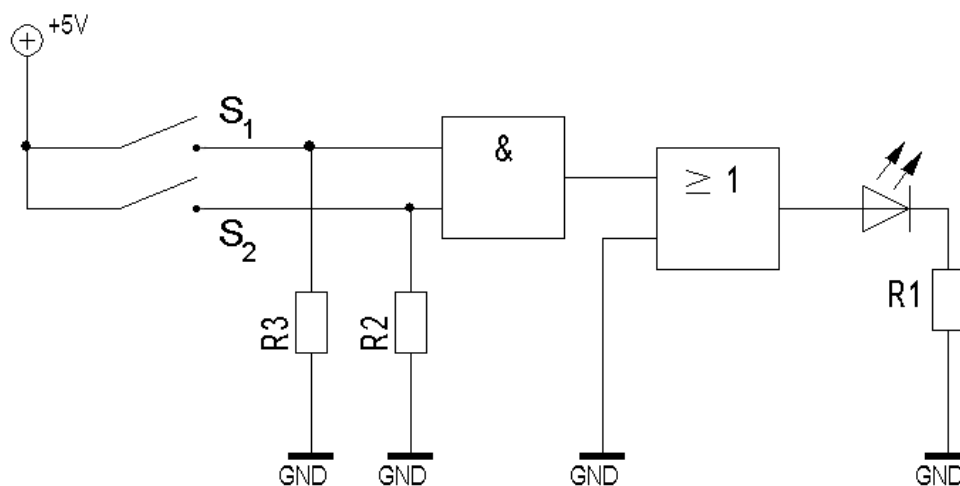 +5V
S1
&
≥ 1
S2
R3
R2
R1
GND
GND
GND
GND